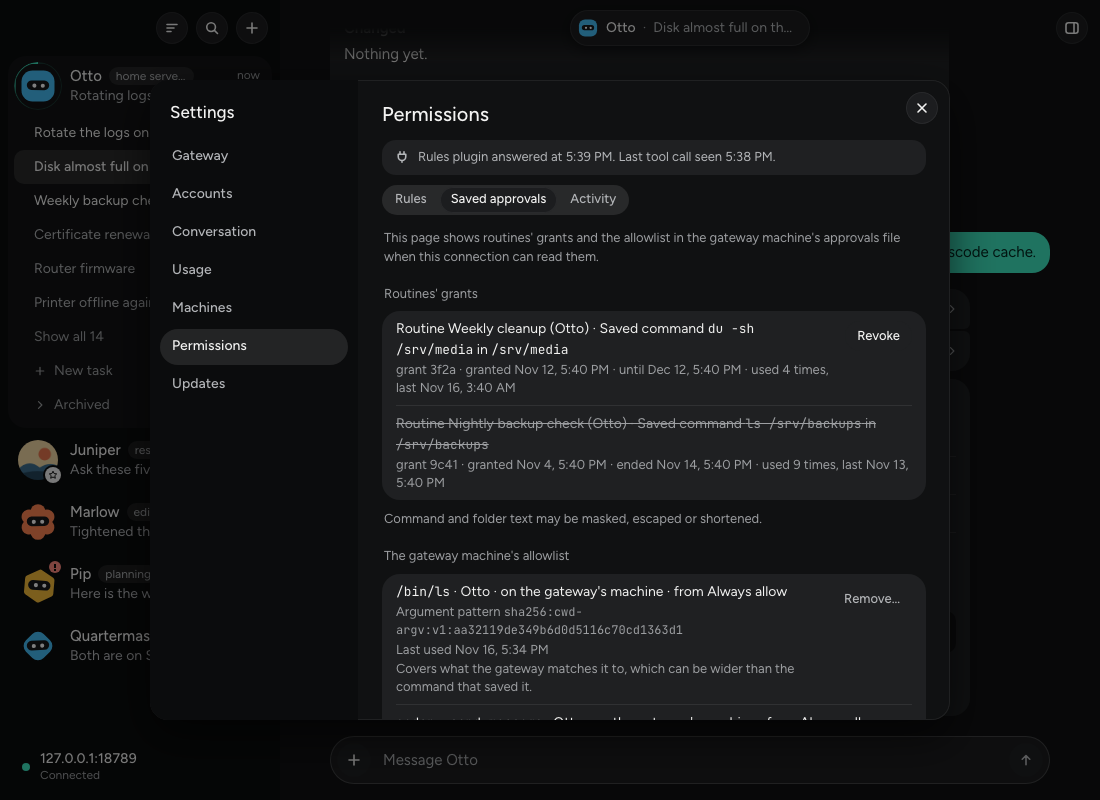 Otto · Disk almost full on th...
Nothing yet.
Otto home serve... now
Rotating logs
Rotate the logs on
Disk almost full on
Weekly backup che
Certificate renewa
Router firmware
Printer offline again
Show all 14
+ New task
> Archived
Juniper res
Ask these fiv
Marlow edi
Tightened th
Pip planning
Here is the w
Quartermas
Both are on S
127.0.0.1:18789
Connected
Settings
Gateway
Accounts
Conversation
Usage
Machines
Permissions
Updates
Permissions
Rules plugin answered at 5:39 PM. Last tool call seen 5:38 PM.
Rules Saved approvals Activity
This page shows routines' grants and the allowlist in the gateway machine's approvals file
when this connection can read them.
Routines' grants
Routine Weekly cleanup (Otto) · Saved command du -sh
/srv/media in /srv/media
Revoke
grant 3f2a · granted Nov 12, 5:40 PM · until Dec 12, 5:40 PM · used 4 times,
last Nov 16, 3:40 AM
Routine Nightly backup check (Otto) · Saved command ls /srv/backups in
/srv/backups
grant 9c41 · granted Nov 4, 5:40 PM · ended Nov 14, 5:40 PM · used 9 times, last Nov 13,
5:40 PM
Command and folder text may be masked, escaped or shortened.
The gateway machine's allowlist
/bin/ls · Otto · on the gateway's machine · from Always allow
Remove...
Argument pattern sha256:cwd-
argv:v1:aa32119de349b6d0d5116c70cd1363d1
Last used Nov 16, 5:34 PM
Covers what the gateway matches it to, which can be wider than the
command that saved it.
scode cache.
Message Otto